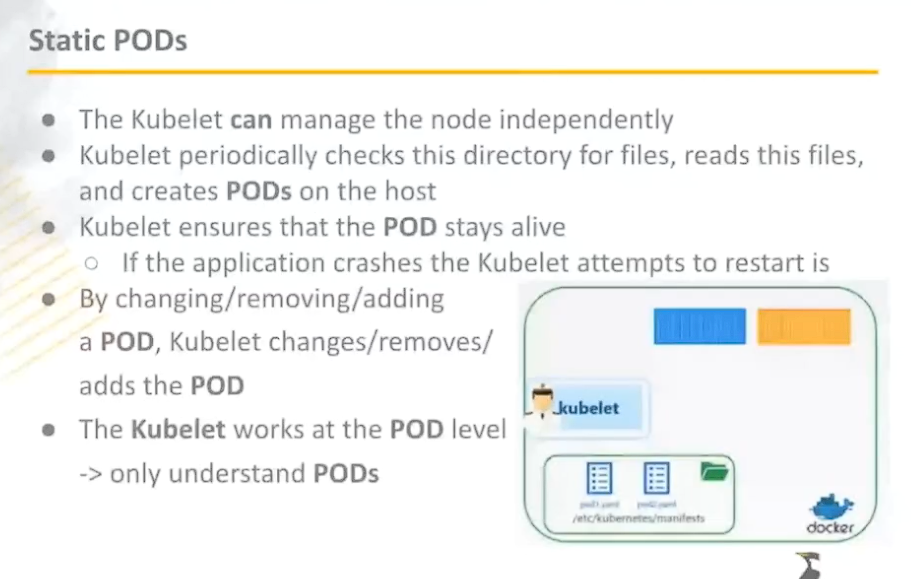 Static PODs
● The Kubelet can manage the node independently
● Kubelet periodically checks this directory for files, reads this files,
and creates PODs on the host
● Kubelet ensures that the POD stays alive
○ If the application crashes the Kubelet attempts to restart is
● By changing/removing/adding
a POD, Kubelet changes/removes/
adds the POD
● The Kubelet works at the POD level
-> only understand PODs
kubelet
pod1.yaml pod2.yaml
/etc/kubernetes/manifests
docker